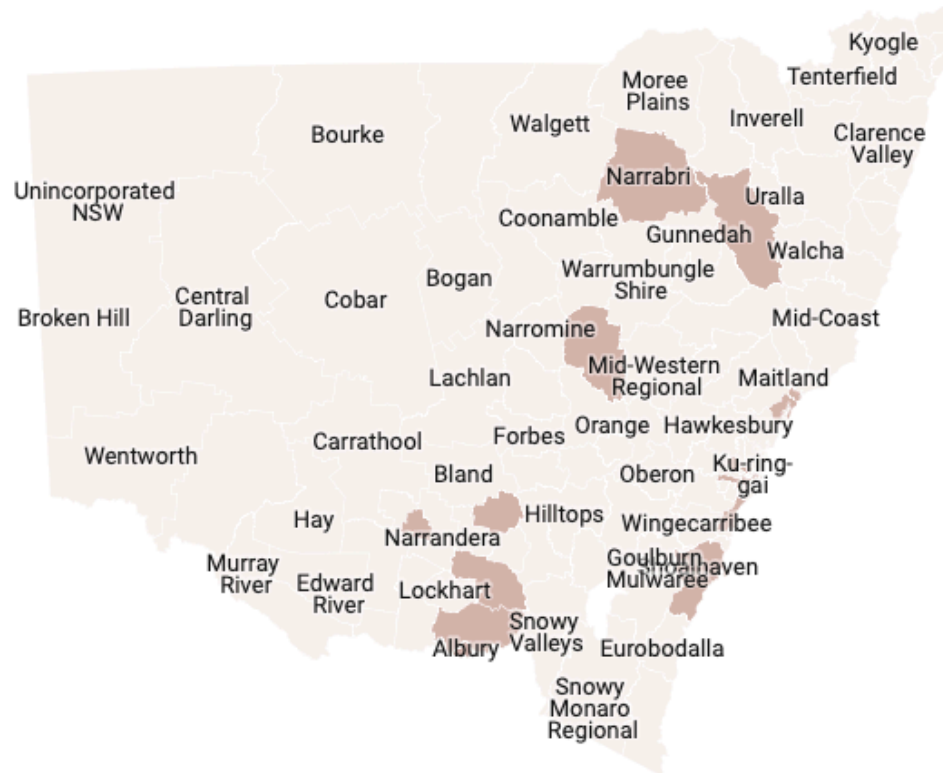 Kyogle
Tenterfield
Moree
Plains
Inverell
Walgett
Bourke
Clarence
Valley
Narrabri
Unincorporated
NSW
Uralla
Coonamble
Gunnedah
Walcha
Warrumbungle
Shire
Bogan
Central
Darling
Cobar
Broken Hill
Mid-Coast
Narromine
Mid-Western
Regional
Lachlan
Maitland
Orange
Hawkesbury
Forbes
Carrathool
Wentworth
Bland
Oberon
Ku-ring-
gai
Hay
Hilltops
Wingecarribee
Narrandera
Murray
River
Edward
River
Lockhart
Goulburn
Mulwaree
Shoalhaven
Snowy
Valleys
Albury
Eurobodalla
Snowy
Monaro
Regional